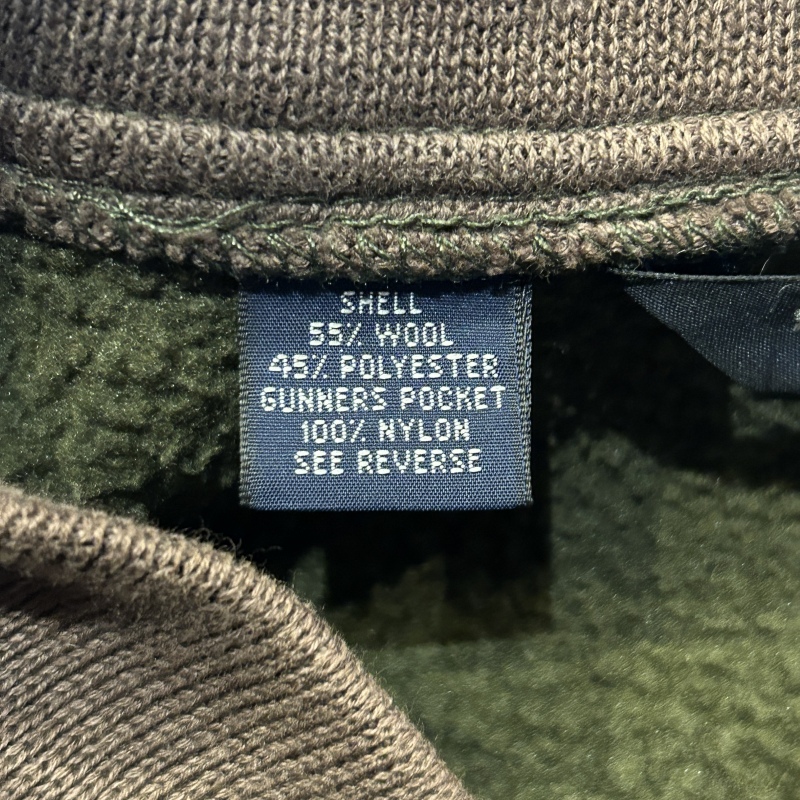 SHELL
55% WOOL
45% POLYESTER
GUNNERS POCKET
100% NYLON
SEE REVERSE